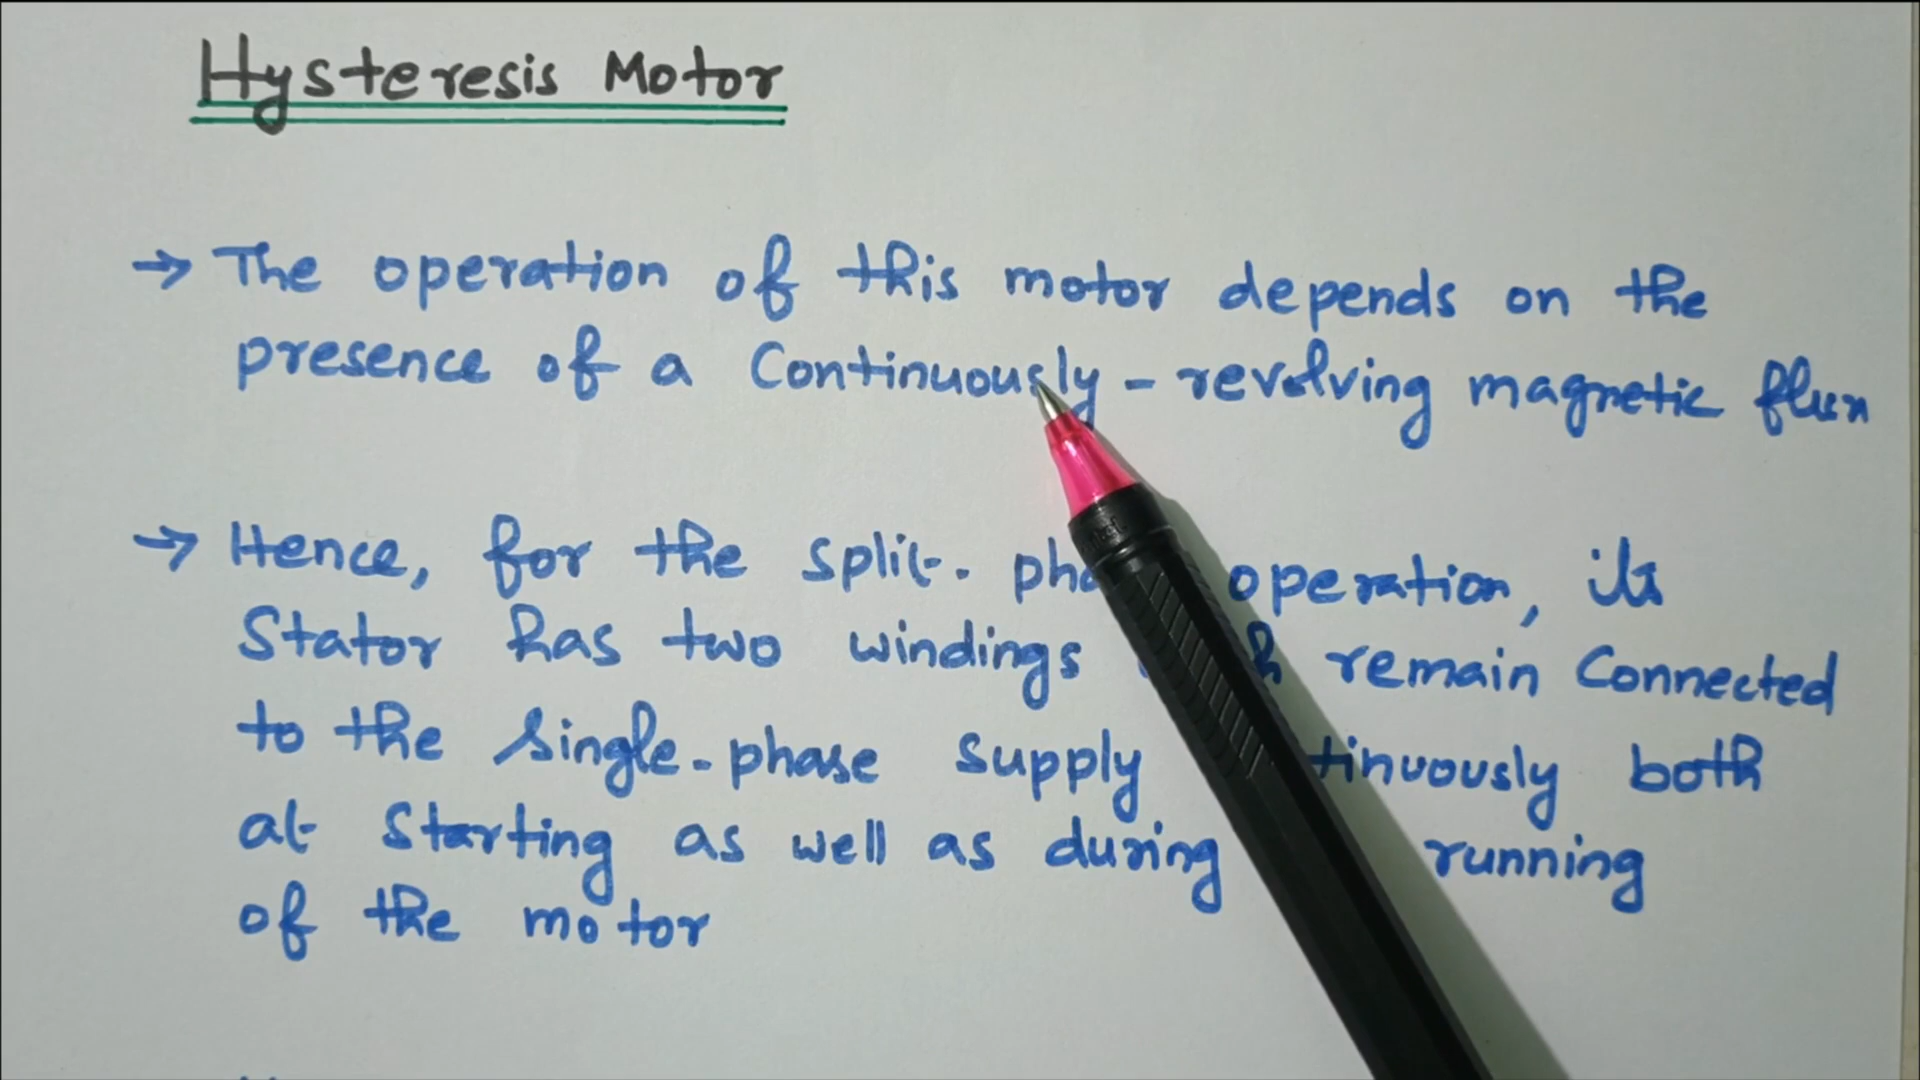 Hysteresis Motor
→ The operation of this motor depends on the
presence of a Continuously - revolving magnetic flux
→ Hence, for the split - operation, its
Stator has two windings remain Connected
to the single - phase supply both
at starting as well as during running
of the motor